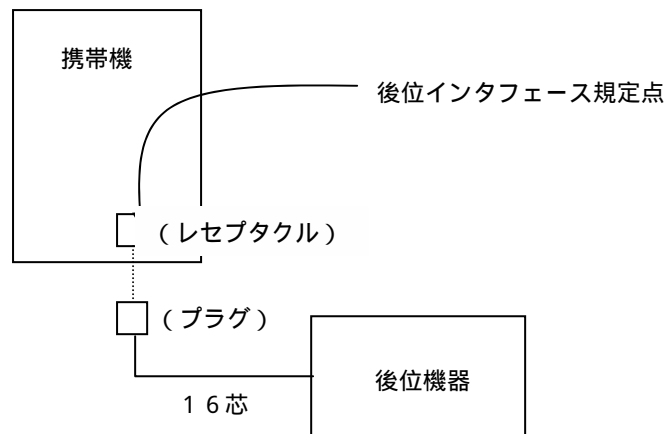 携帯機
後位インタフェース規定点
(レセプタクル)
(プラグ)
後位機器
16芯